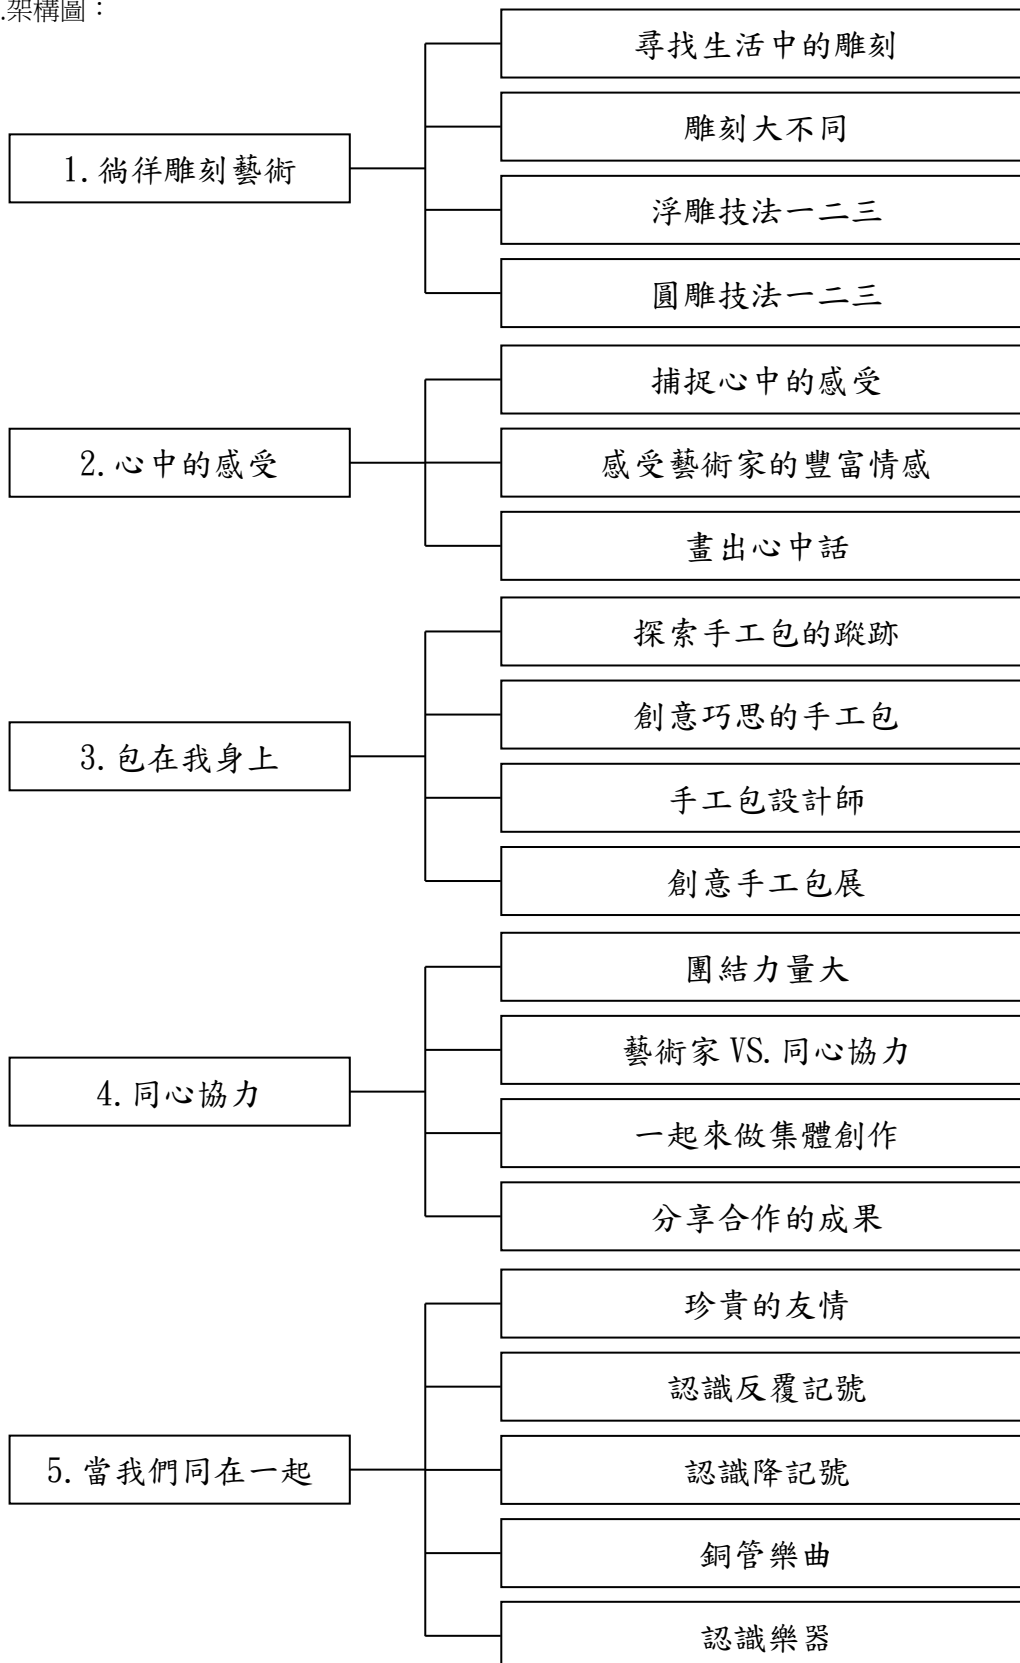 .架構圖：
1.徜徉雕刻藝術
尋找生活中的雕刻
雕刻大不同
浮雕技法一二三
圓雕技法一二三
2.心中的感受
捕捉心中的感受
感受藝術家的豐富情感
畫出心中話
3.包在我身上
探索手工包的蹤跡
創意巧思的手工包
手工包設計師
創意手工包展
4.同心協力
團結力量大
藝術家 VS.同心協力
一起來做集體創作
分享合作的成果
5.當我們同在一起
珍貴的友情
認識反覆記號
認識降記號
銅管樂曲
認識樂器